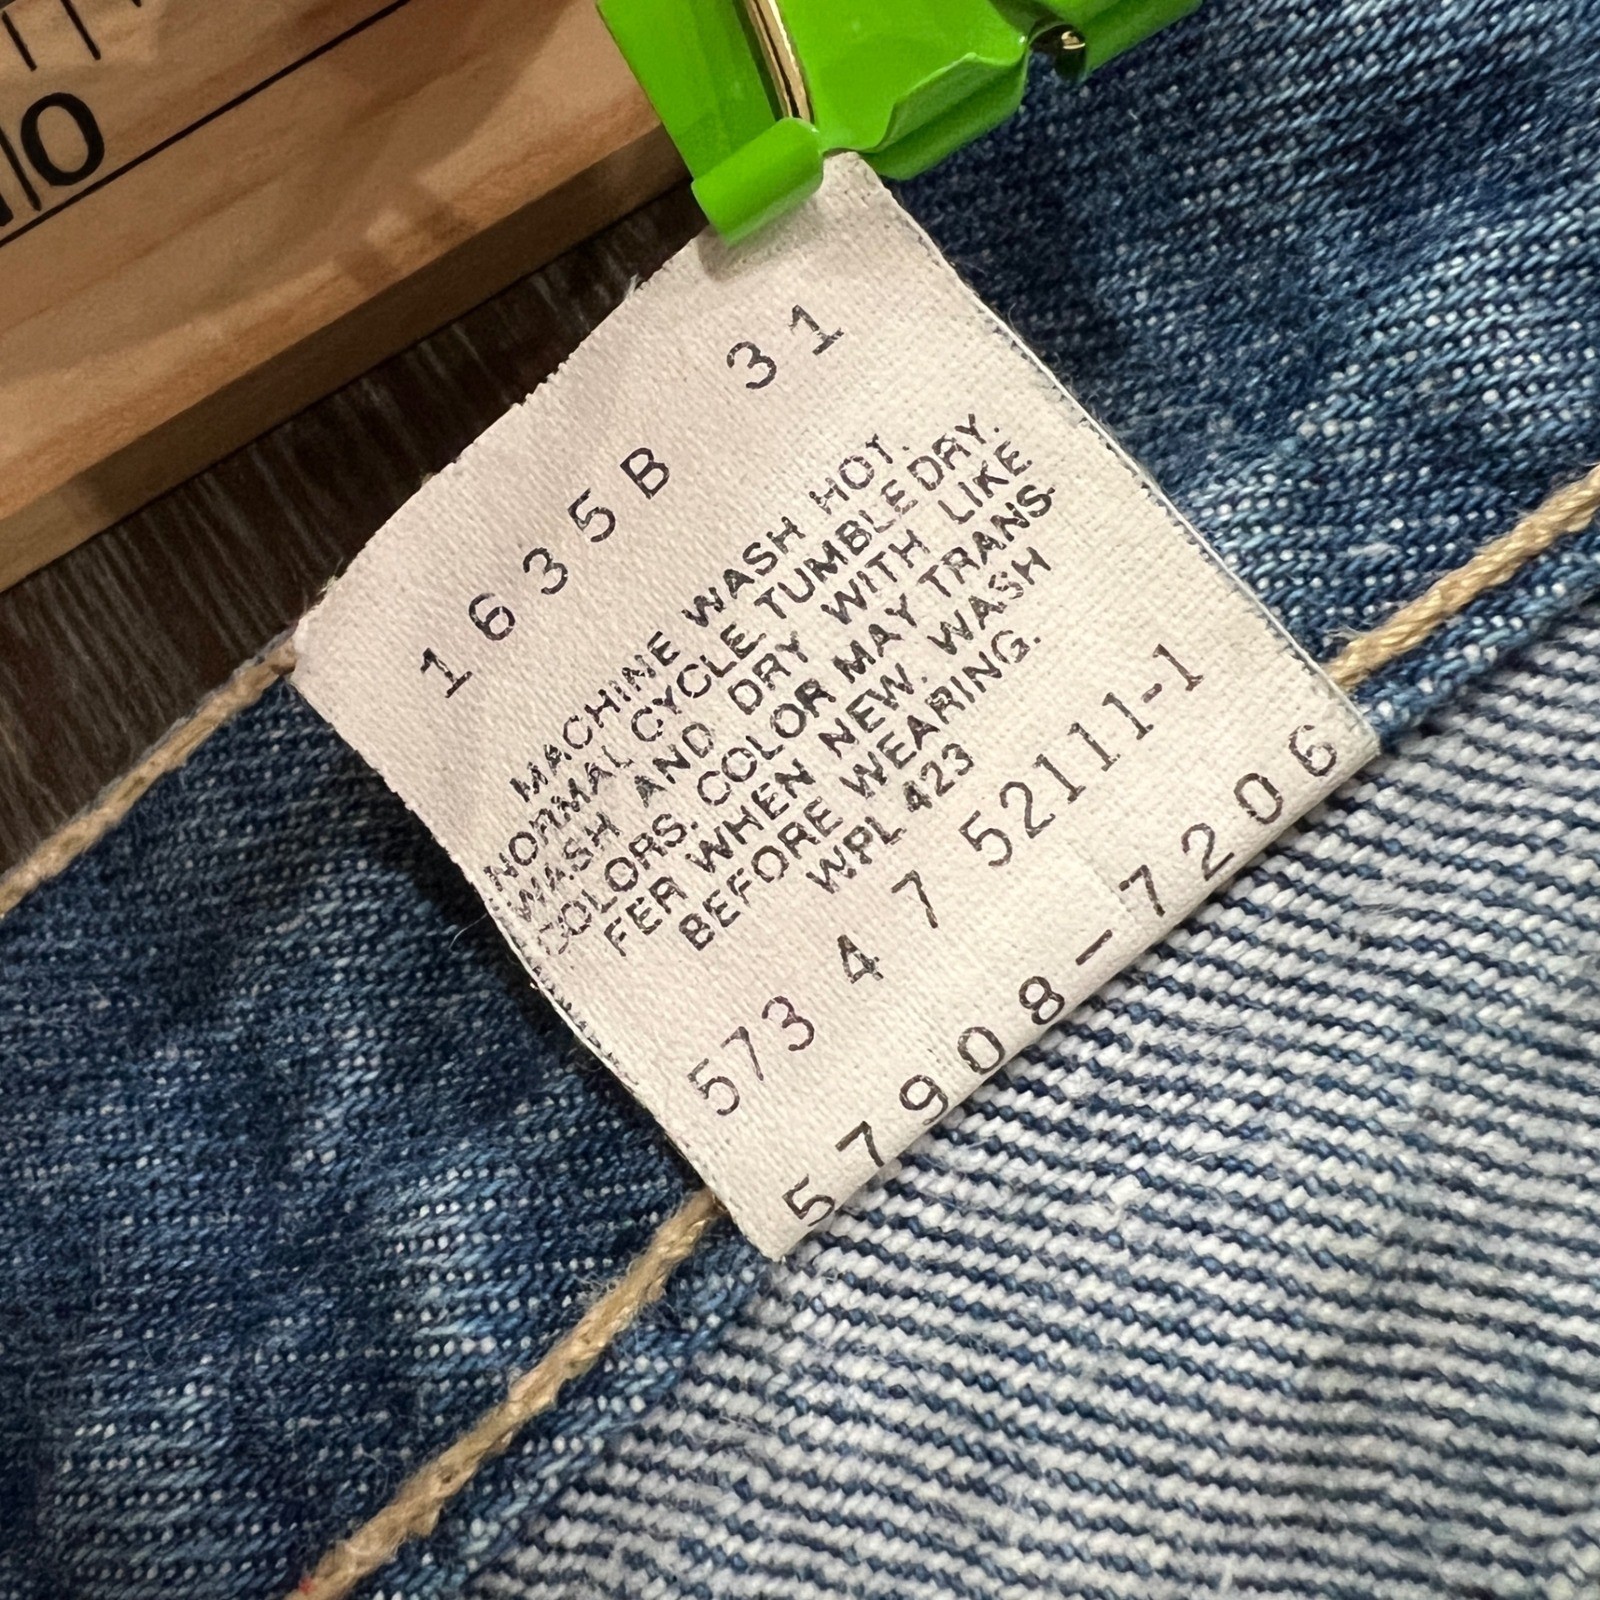 10
1635B 31
MACHINE WASH HOT.
NORMAL CYCLE. TUMBLE DRY.
WASH AND DRY WITH LIKE
COLORS. COLOR MAY TRANS-
FER WHEN NEW. WASH
BEFORE WEARING.
WPL 423
573 4 7 52111-1
57908-7206